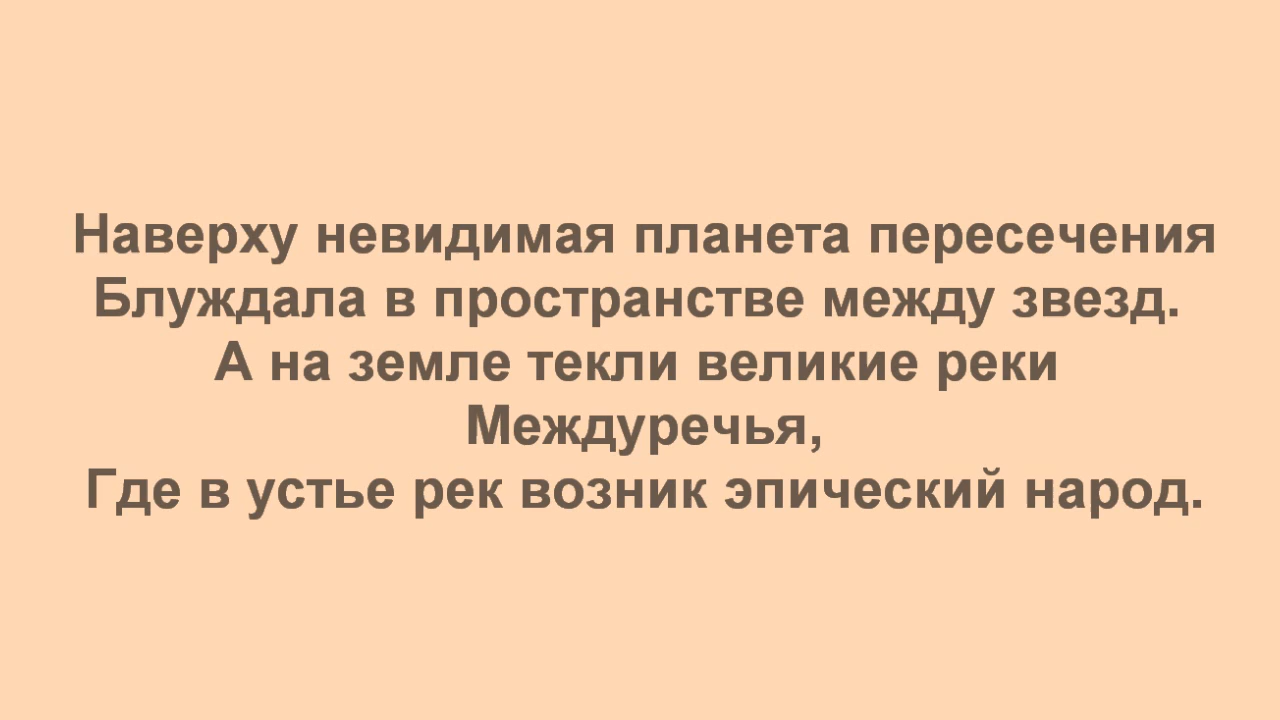 Наверху невидимая планета пересечения
Блуждала в пространстве между звезд.
А на земле текли великие реки
Междуречья,
Где в устье рек возник эпический народ.